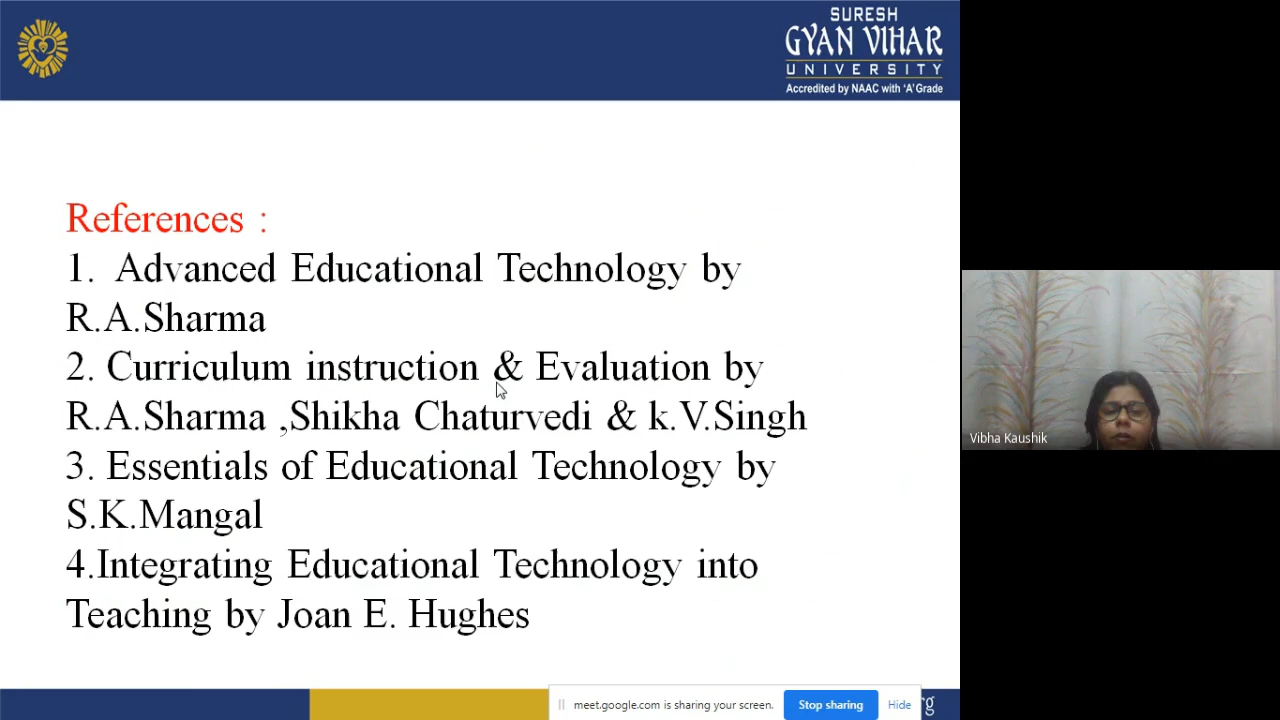 SURESH
GYAN VIHAR
UNIVERSITY
Accredited by NAAC with 'A' Grade
References :
1. Advanced Educational Technology by
R.A.Sharma
2. Curriculum instruction & Evaluation by
R.A.Sharma ,Shikha Chaturvedi & k.V.Singh
3. Essentials of Educational Technology by
S.K.Mangal
4.Integrating Educational Technology into
Teaching by Joan E. Hughes
Vibha Kaushik
meet.google.com is sharing your screen.
Stop sharing
Hide